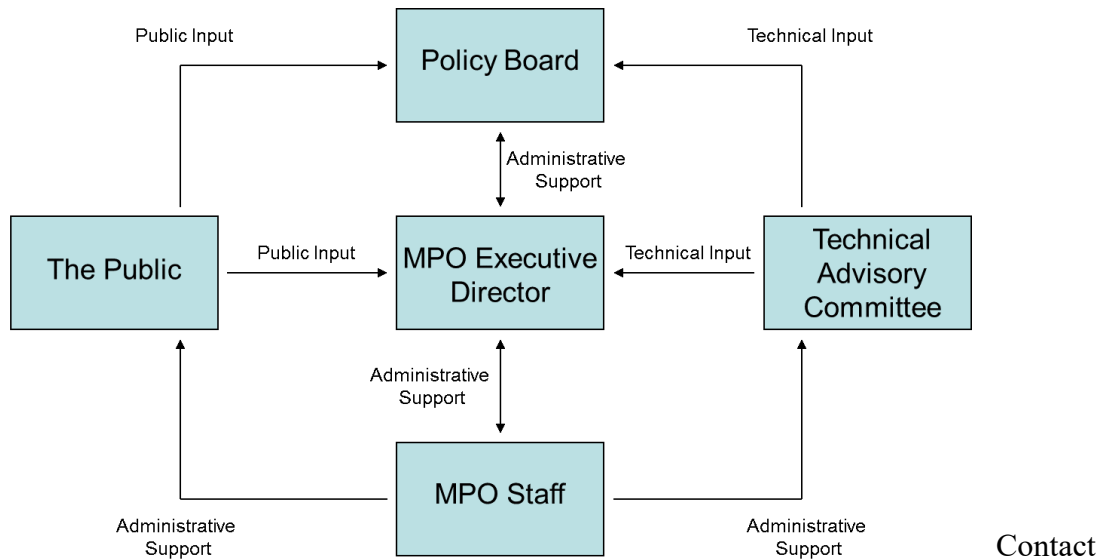 Public Input
Technical Input
Policy Board
Administrative
Support
The Public
Public Input
MPO Executive
Director
Technical Input
Technical
Advisory
Committee
Administrative
Support
MPO Staff
Administrative
Support
Administrative
Support
Contact